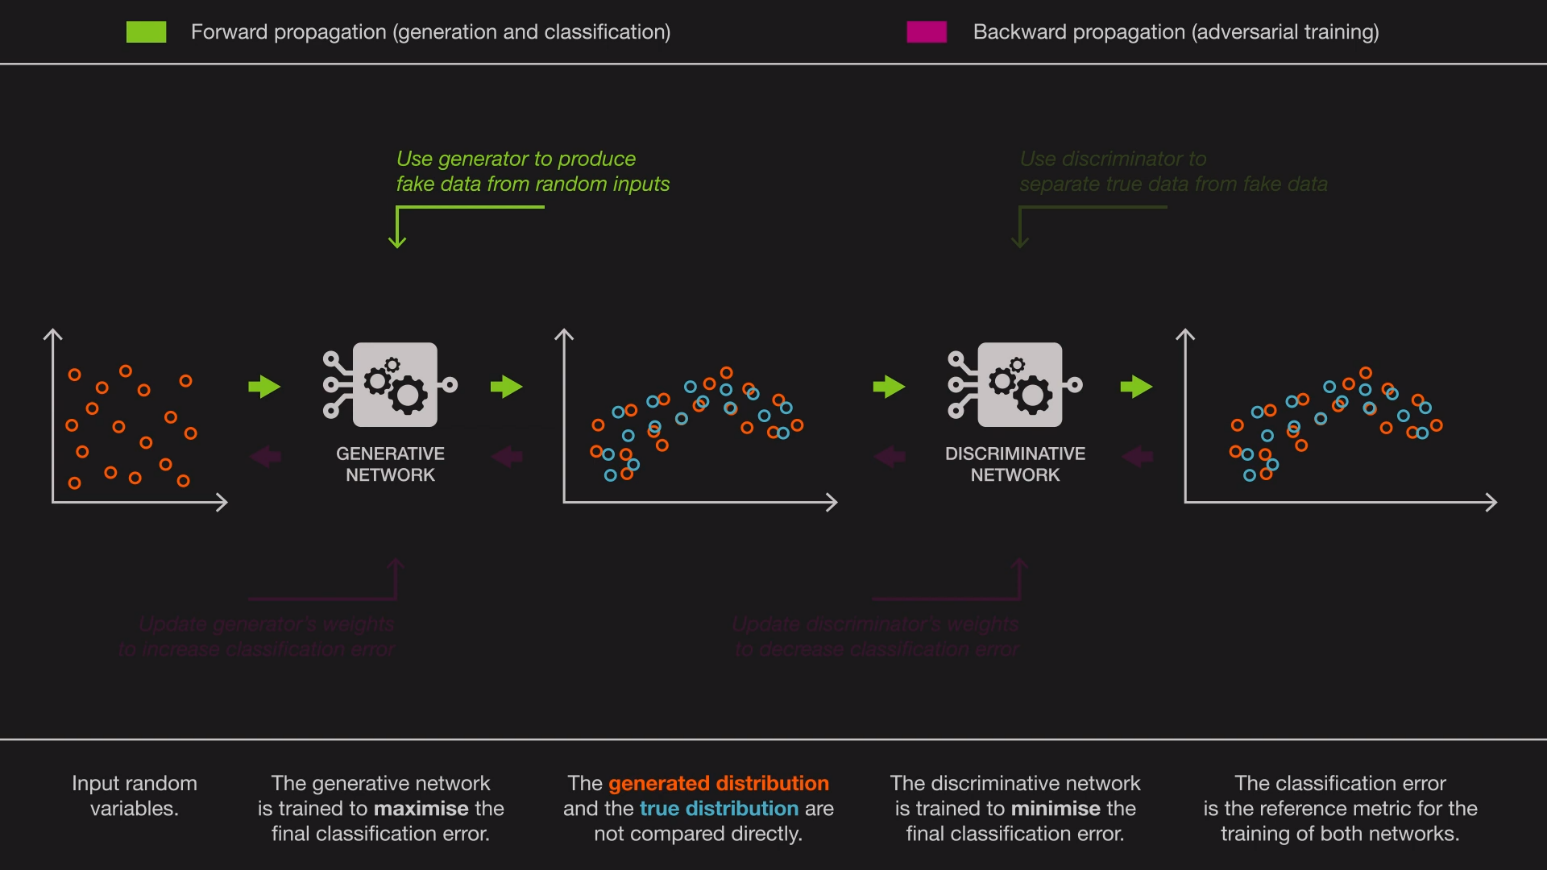 Forward propagation (generation and classification)
Backward propagation (adversarial training)
Use generator to produce
fake data from random inputs
Use discriminator to
separate true data from fake data
GENERATIVE
NETWORK
DISCRIMINATIVE
NETWORK
Update generator's weights
to increase classification error
Update discriminator's weights
to decrease classification error
Input random
variables.
The generative network
is trained to maximise the
final classification error.
The generated distribution
and the true distribution are
not compared directly.
The discriminative network
is trained to minimise the
final classification error.
The classification error
is the reference metric for the
training of both networks.